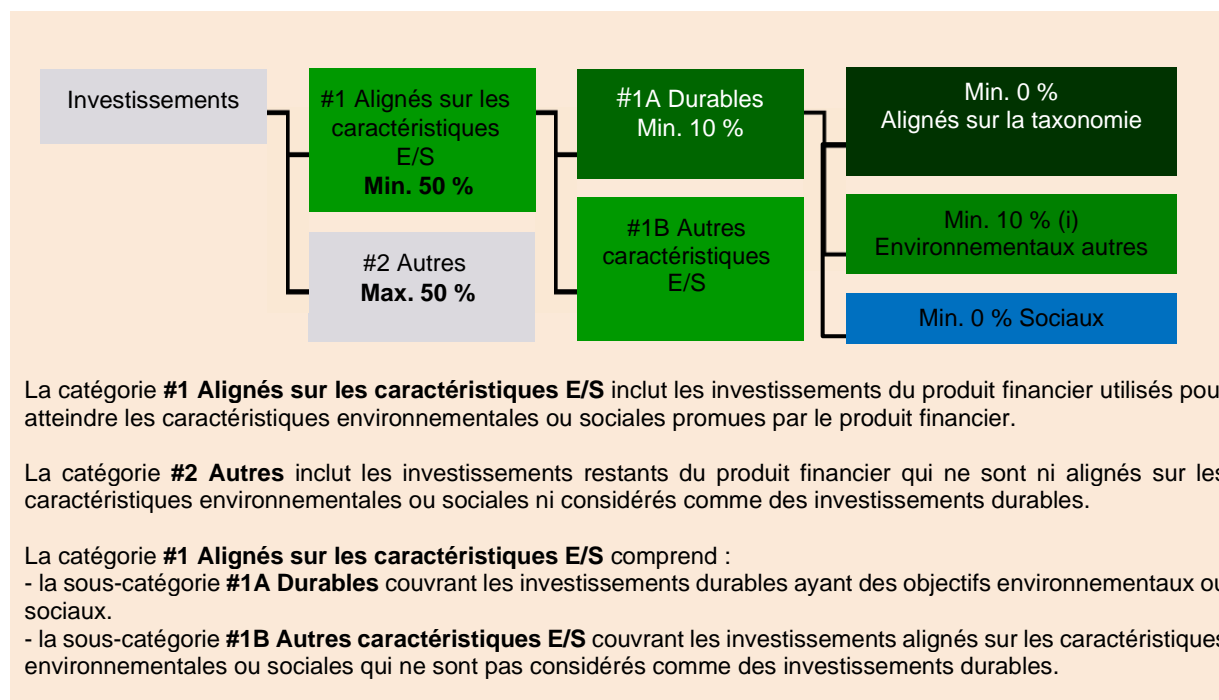 Investissements
#1 Alignés sur les
caractéristiques
E/S
Min. 50 %
#2 Autres
Max. 50 %
#1A Durables
Min. 10 %
#1B Autres
caractéristiques
E/S
Min. 0 %
Alignés sur la taxonomie
Min. 10 % (i)
Environnementaux autres
Min. 0 % Sociaux
La catégorie #1 Alignés sur les caractéristiques E/S inclut les investissements du produit financier utilisés pou
atteindre les caractéristiques environnementales ou sociales promues par le produit financier.
La catégorie #2 Autres inclut les investissements restants du produit financier qui ne sont ni alignés sur les
caractéristiques environnementales ou sociales ni considérés comme des investissements durables.
La catégorie #1 Alignés sur les caractéristiques E/S comprend :
- la sous-catégorie #1A Durables couvrant les investissements durables ayant des objectifs environnementaux ou
sociaux.
- la sous-catégorie #1B Autres caractéristiques E/S couvrant les investissements alignés sur les caractéristiques
environnementales ou sociales qui ne sont pas considérés comme des investissements durables.